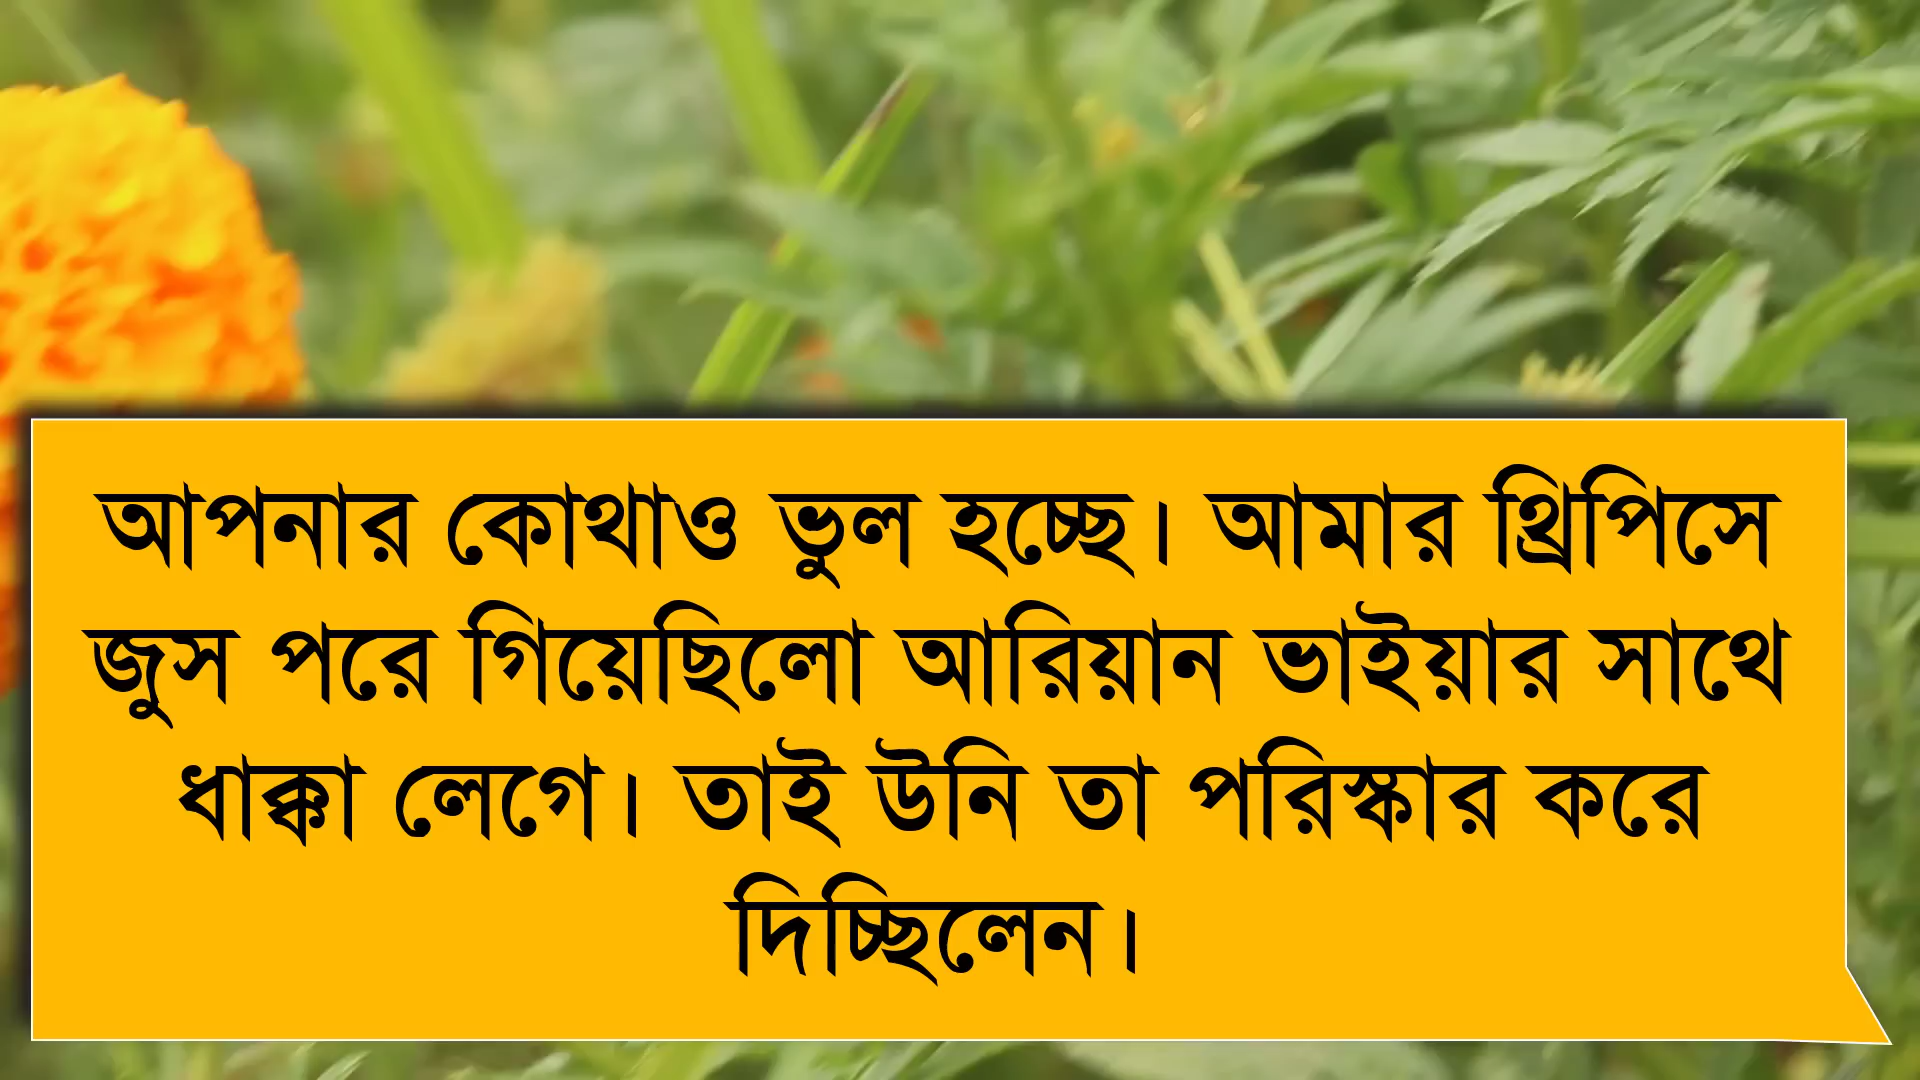 আপনার কোথাও ভুল হচ্ছে। আমার থ্রিপিসে
জুস পরে গিয়েছিলো আরিয়ান ভাইয়ার সাথে
ধাক্কা লেগে। তাই উনি তা পরিস্কার করে
দিচ্ছিলেন।